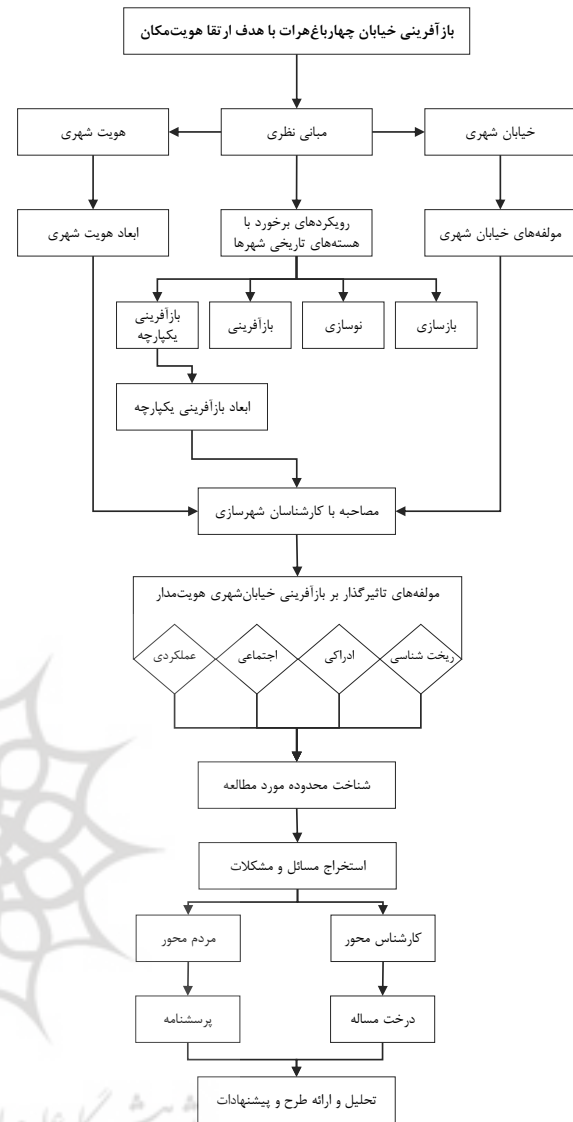 بازآفرینی خیابان چهارباغ‌هرات با هدف ارتقا هویت‌مکان
خیابان شهری
مبانی نظری
هویت شهری
مولفه‌های خیابان شهری
رویکردهای برخورد با
هسته‌های تاریخی شهرها
ابعاد هویت شهری
بازسازی
نوسازی
بازآفرینی
بازآفرینی
یکپارچه
ابعاد بازآفرینی یکپارچه
مصاحبه با کارشناسان شهرسازی
مولفه‌های تاثیرگذار بر بازآفرینی خیابان‌شهری هویت‌مدار
ریخت شناسی
ادراکی
اجتماعی
عملکردی
شناخت محدوده مورد مطالعه
استخراج مسائل و مشکلات
کارشناس محور
مردم محور
درخت مساله
پرسشنامه
تحلیل و ارائه طرح و پیشنهادات